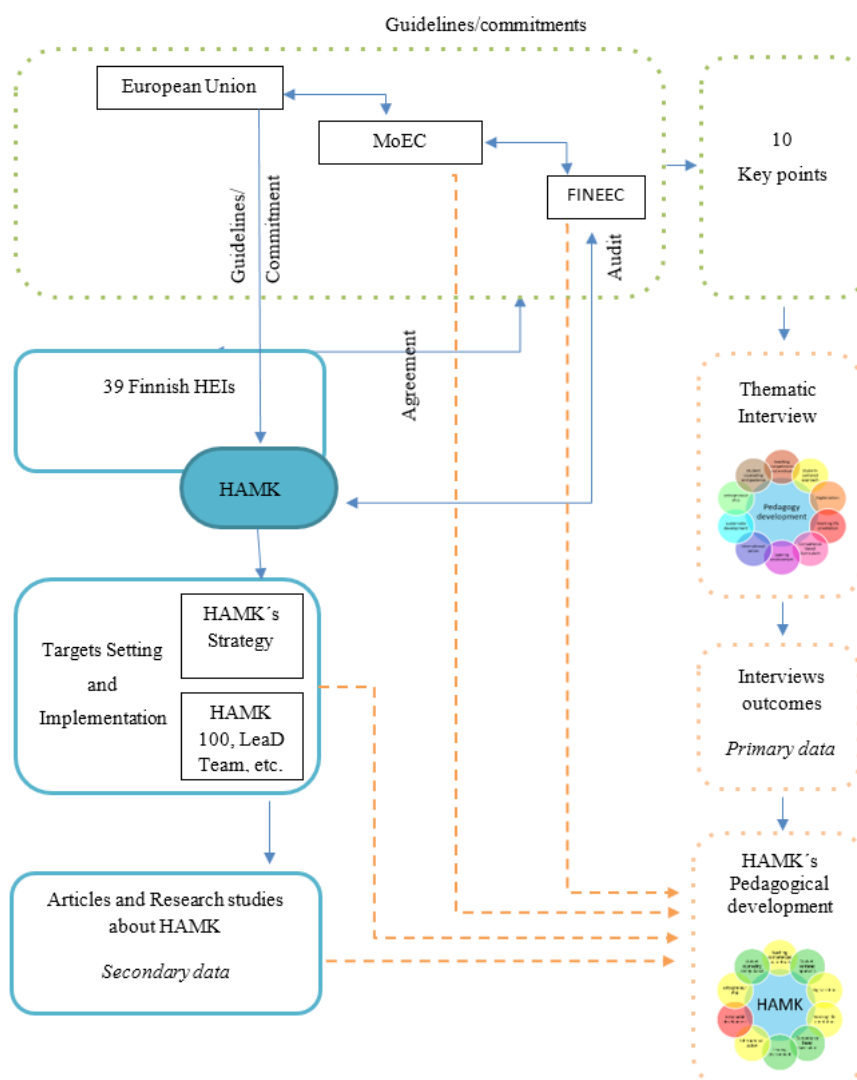 Guidelines/commitments
European Union
MoEC
FINEEC
10
Key points
Guidelines/
Commitment
Audit
Agreement
39 Finnish HEIs
HAMK
Thematic
Interview
Pedagogy
development
Targets Setting
and
Implementation
HAMK´s
Strategy
HAMK
100, LeaD
Team, etc.
Interviews
outcomes
Primary data
Articles and Research studies
about HAMK
Secondary data
HAMK´s
Pedagogical
development
HAMK